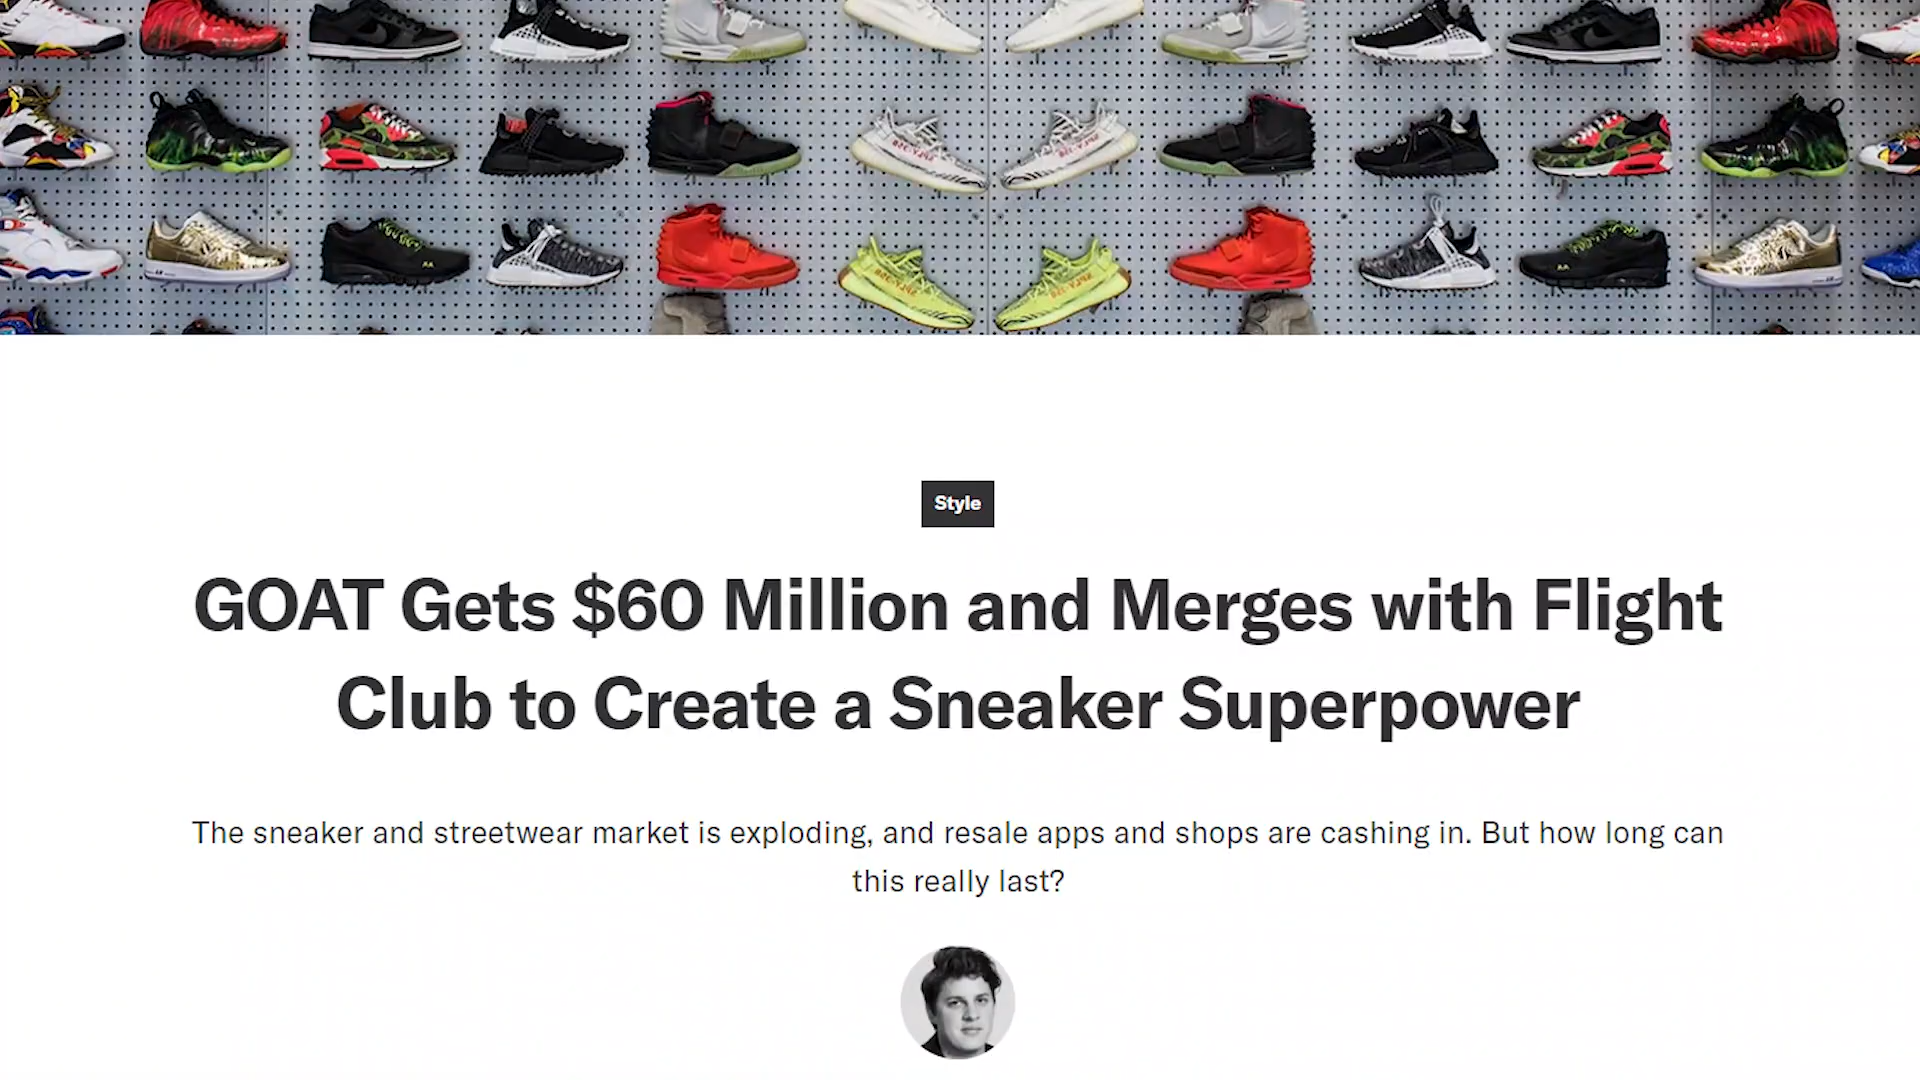 Style
GOAT Gets $60 Million and Merges with Flight
Club to Create a Sneaker Superpower
The sneaker and streetwear market is exploding, and resale apps and shops are cashing in. But how long can
this really last?